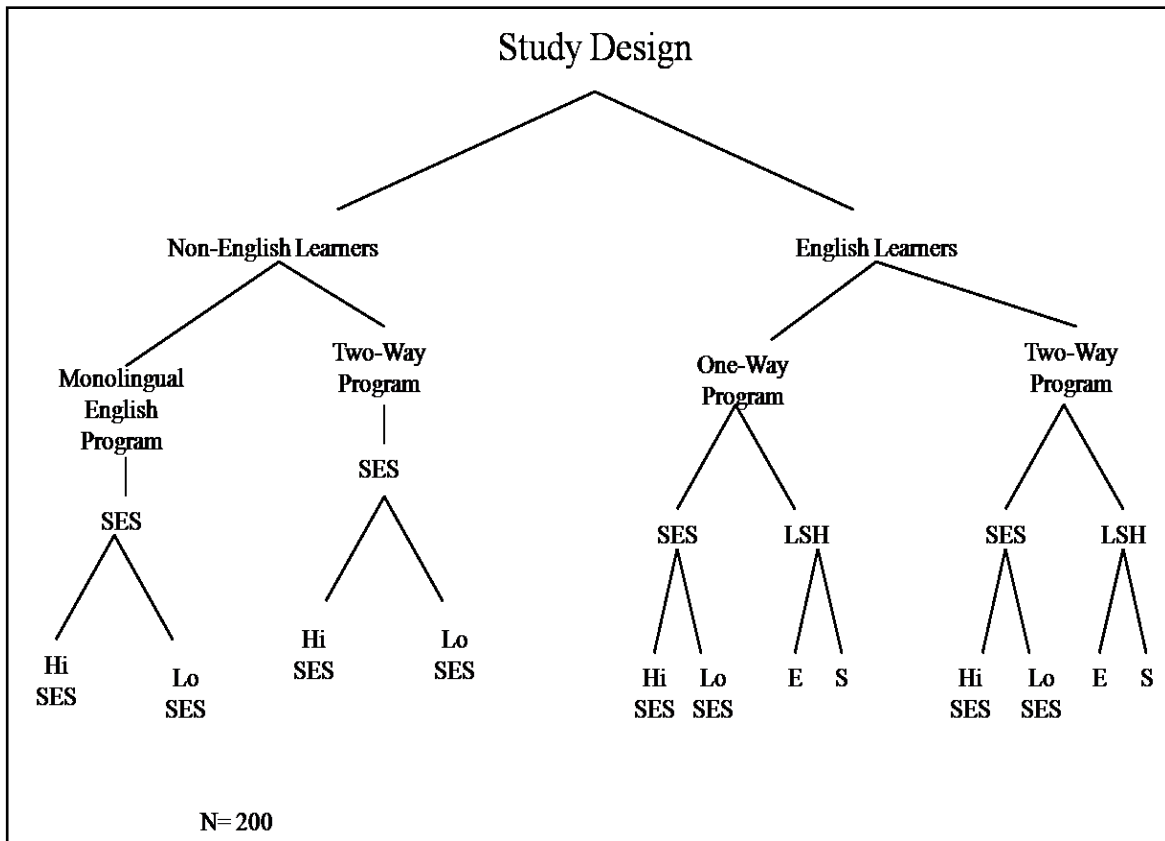 Study Design
Non-English Learners
English Learners
Monolingual
English
Program
Two-Way
Program
One-Way
Program
Two-Way
Program
SES
SES
SES
LSH
SES
LSH
Hi
SES
Lo
SES
Hi
SES
Lo
SES
Hi
SES
Lo
SES
E
S
Hi
SES
Lo
SES
E
S
N= 200